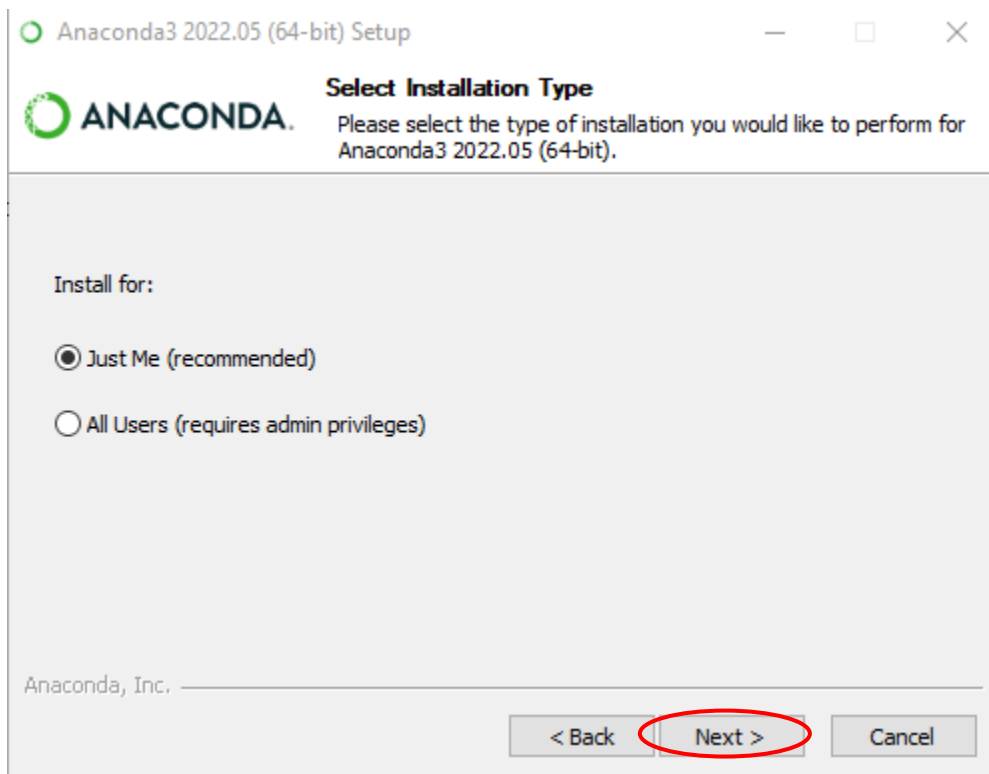 Anaconda3 2022.05 (64-bit) Setup
ANACONDA.
Select Installation Type
Please select the type of installation you would like to perform for
Anaconda3 2022.05 (64-bit).
Install for:
Just Me (recommended)
All Users (requires admin privileges)
Anaconda, Inc.
< Back
Next >
Cancel